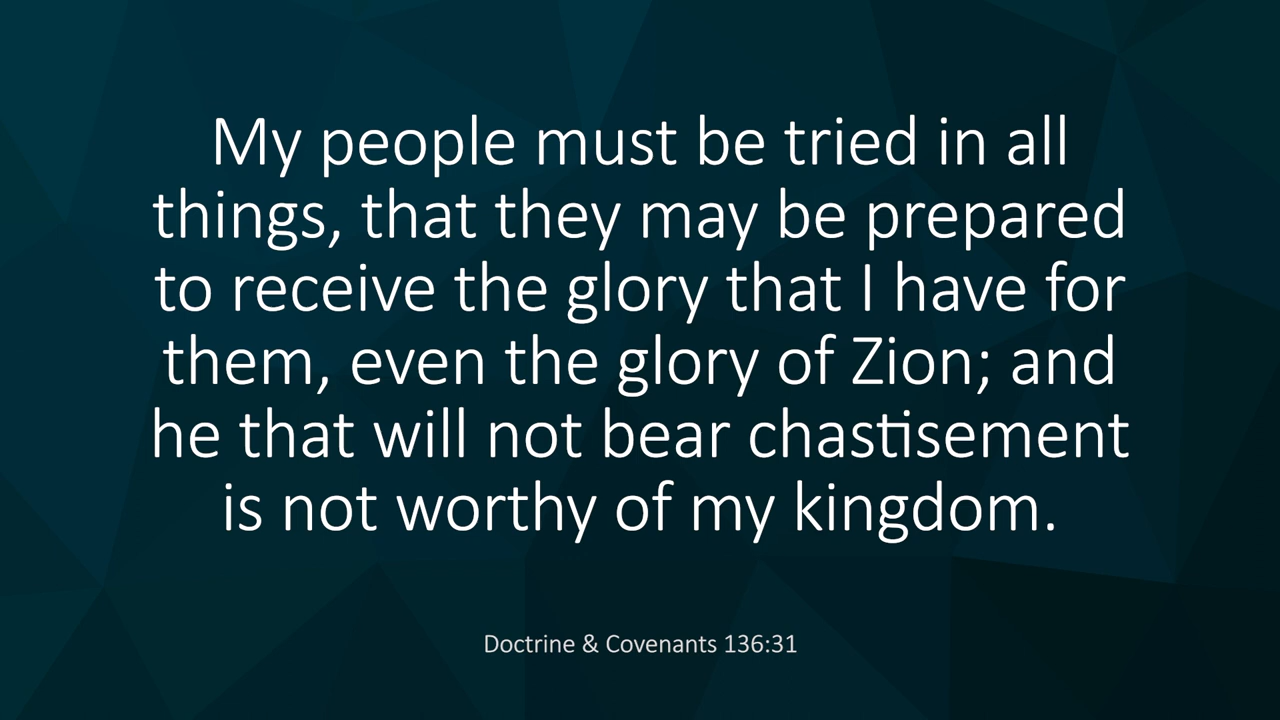 My people must be tried in all
things, that they may be prepared
to receive the glory that I have for
them, even the glory of Zion; and
he that will not bear chastisement
is not worthy of my kingdom.
Doctrine & Covenants 136:31